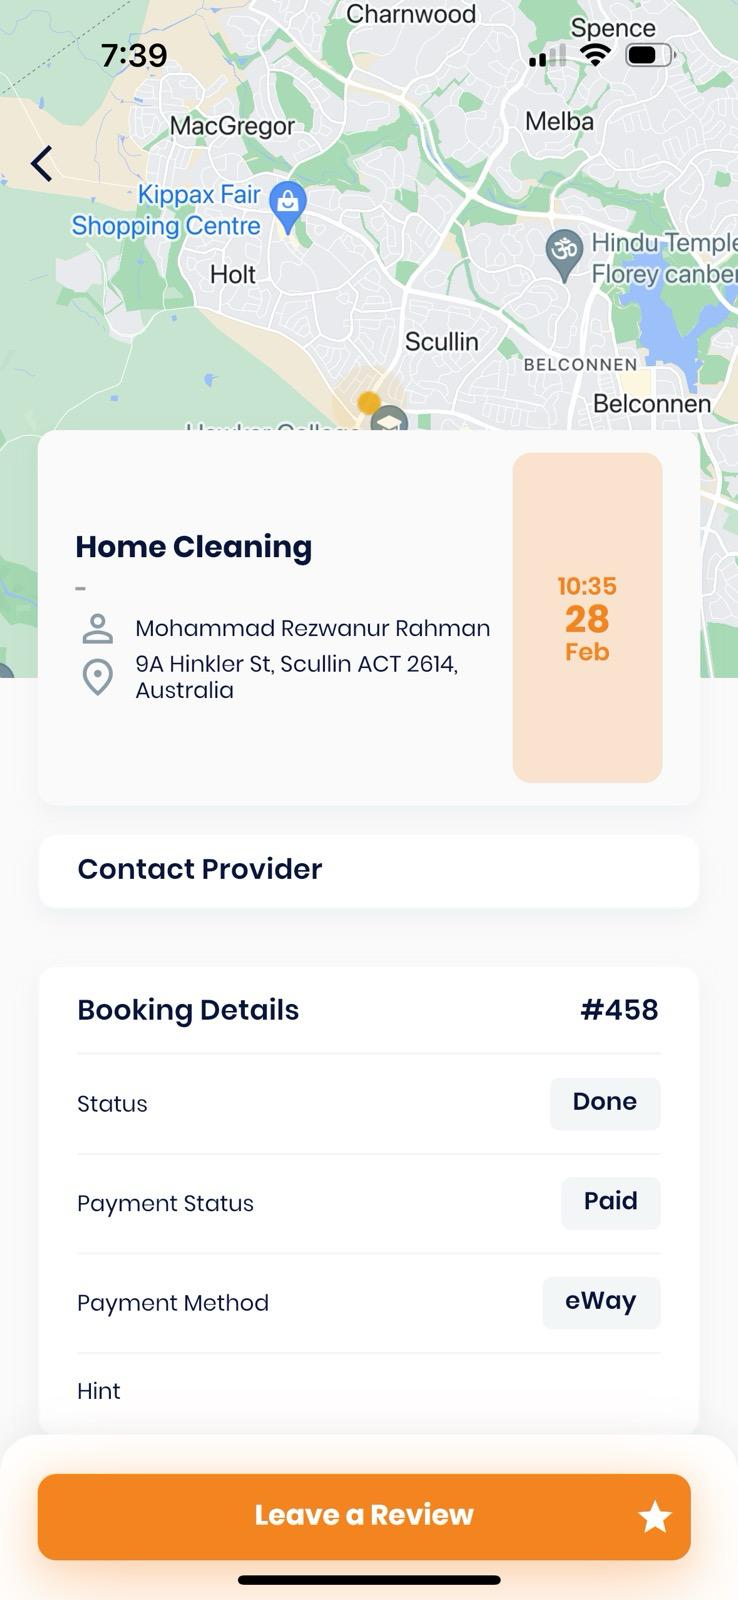 Charnwood
Spence
7:39
MacGregor
Melba
Kippax Fair
Shopping Centre
Hindu Temple
Florey
Holt
Scullin
BELCONNEN
Belconnen
Hawker College
Home Cleaning
-
10:35
28
Feb
Mohammad Rezwanur Rahman
9A Hinkler St, Scullin ACT 2614,
Australia
Contact Provider
Booking Details #458
Status Done
Payment Status Paid
Payment Method eWay
Hint
Leave a Review